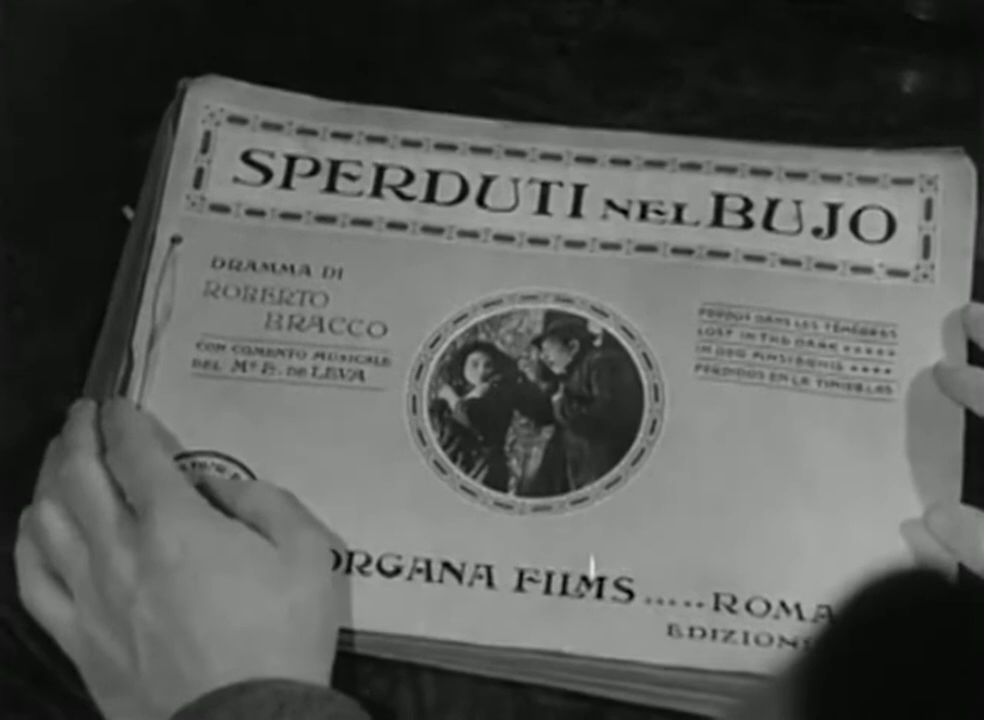 SPERDUTI NEL BUJO
DRAMMA DI
ROBERTO
BRACCO
CON COMENTO MUSICALE
DEL Mº E. DE LEVA
PERDUS DANS LES TÉNÈBRES
LOST IN THE DARK
PERDIDOS EN LA TINIEBLAS
ORGANA FILMS.....ROMA
EDIZIONE